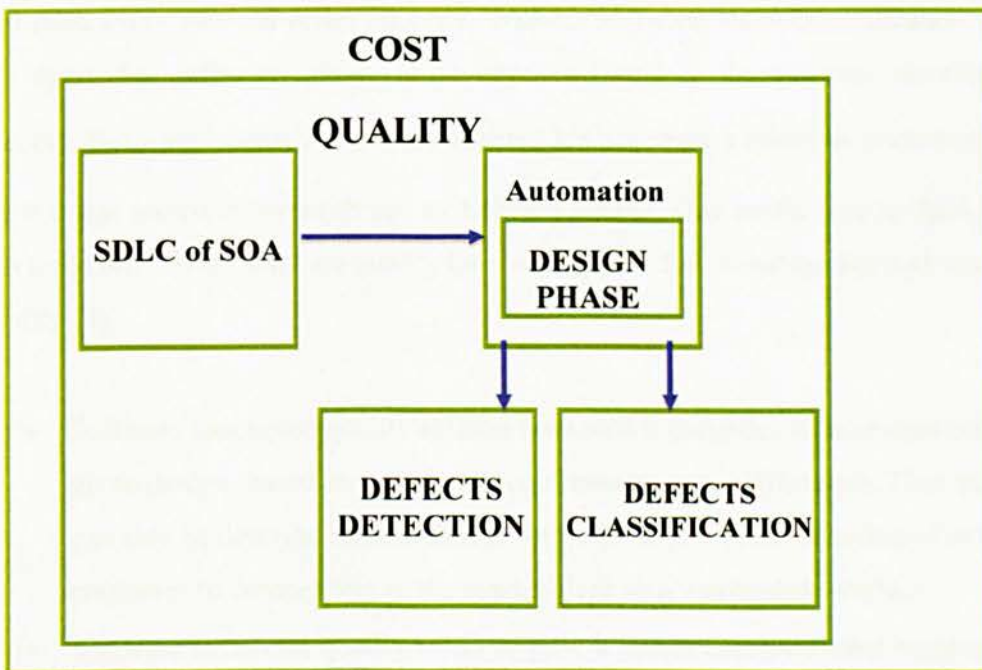 COST
QUALITY
SDLC of SOA
Automation
DESIGN
PHASE
DEFECTS
DETECTION
DEFECTS
CLASSIFICATION